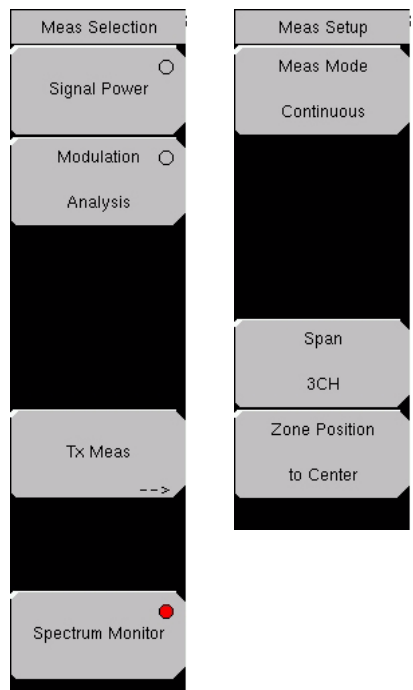 Meas Selection
Signal Power
Modulation
Analysis
Tx Meas
-->
Spectrum Monitor
Meas Setup
Meas Mode
Continuous
Span
3CH
Zone Position
to Center